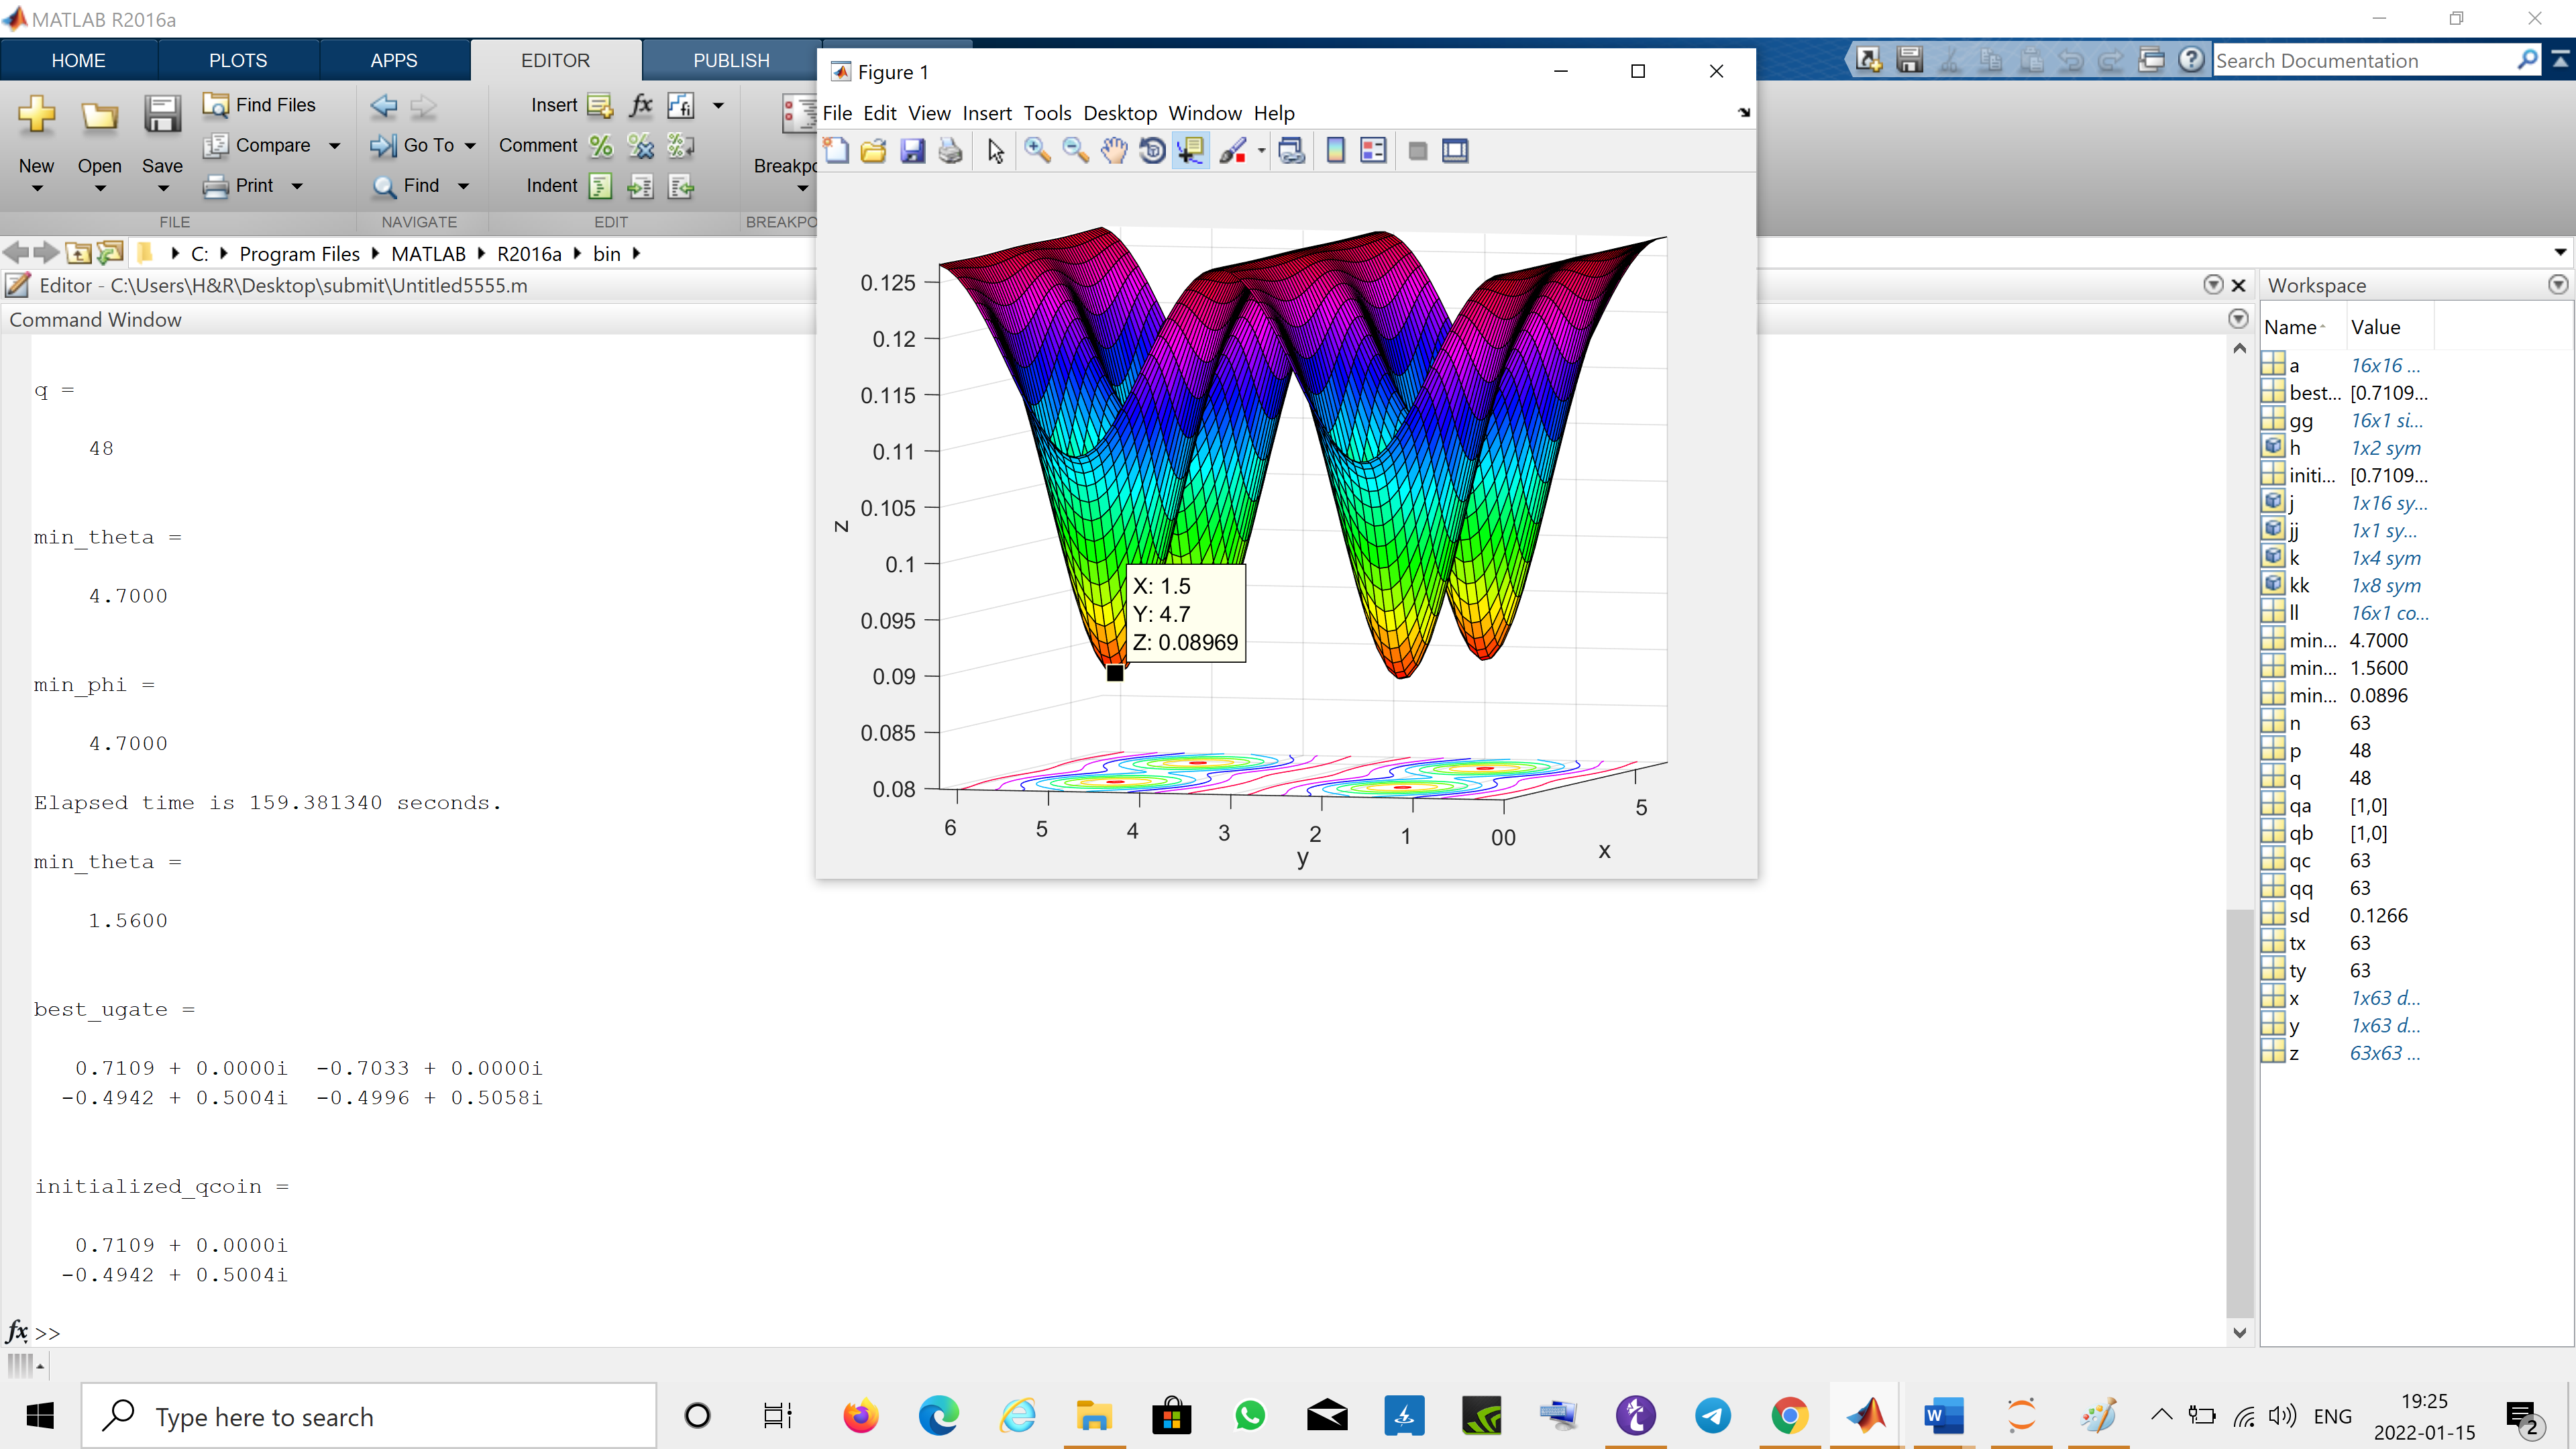 MATLAB R2016a
HOME PLOTS APPS EDITOR PUBLISH
Search Documentation
New Open Save
Find Files
Compare
Print
Go To
Find
Insert
Comment
Indent
FILE NAVIGATE EDIT
C: Program Files MATLAB R2016a bin
Editor - C:\Users\H&R\Desktop\submit\Untitled5555.m
Command Window
q =
48
min_theta =
4.7000
min_phi =
4.7000
Elapsed time is 159.381340 seconds.
min_theta =
1.5600
best_ugate =
0.7109 + 0.0000i -0.7033 + 0.0000i
-0.4942 + 0.5004i -0.4996 + 0.5058i
initialized_qcoin =
0.7109 + 0.0000i
-0.4942 + 0.5004i
fx >>
Figure 1
File Edit View Insert Tools Desktop Window Help
0.125
0.12
0.115
0.11
0.105
0.1
0.095
0.09
0.085
0.08
z
X: 1.5
Y: 4.7
Z: 0.08969
6 5 4 3 2 1 00 5
y x
Workspace
Name Value
a 16x16 ...
best... [0.7109...
gg 16x1 si...
h 1x2 sym
initi... [0.7109...
j 1x16 sy...
jj 1x1 sy...
k 1x4 sym
kk 1x8 sym
ll 16x1 co...
min... 4.7000
min... 1.5600
min... 0.0896
n 63
p 48
q 48
qa [1,0]
qb [1,0]
qc 63
qq 63
sd 0.1266
tx 63
ty 63
x 1x63 d...
y 1x63 d...
z 63x63 ...
Type here to search
ENG
19:25
2022-01-15
2